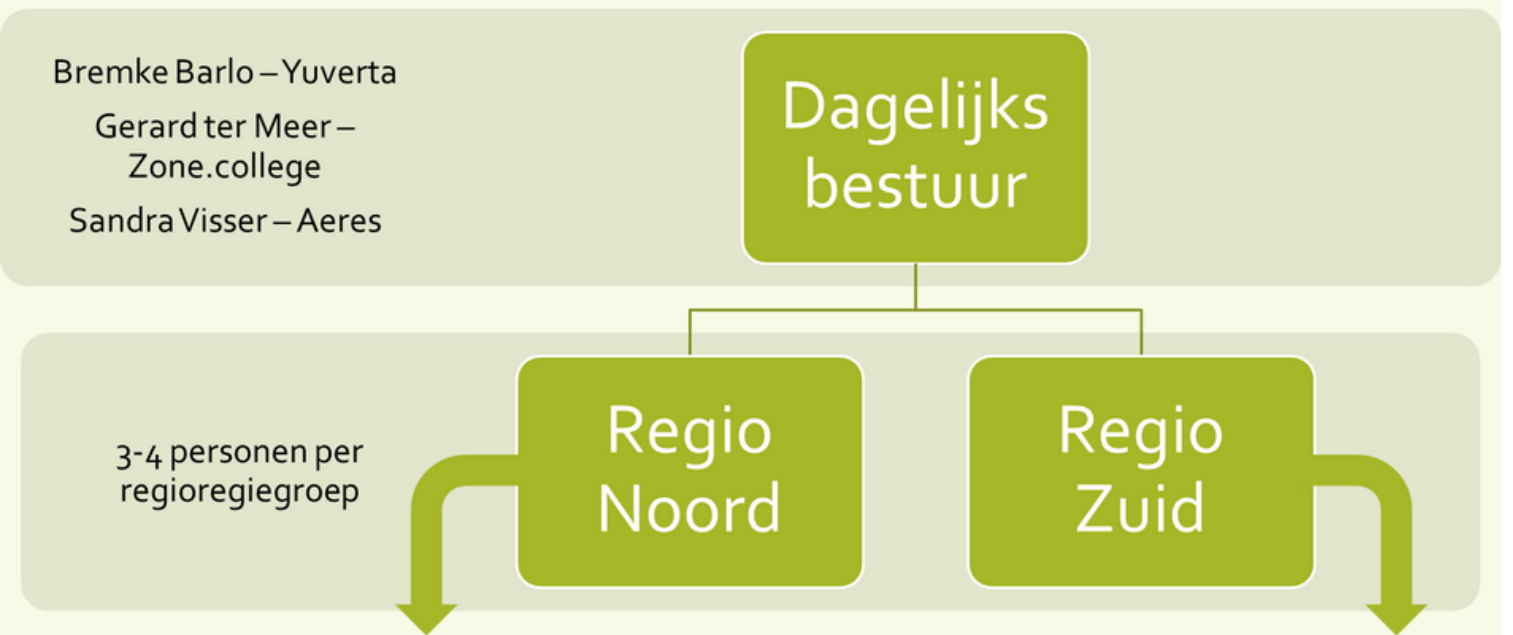 Bremke Barlo – Yuverta
Gerard ter Meer –
Zone.college
Sandra Visser – Aeres
Dagelijks
bestuur
3-4 personen per
regioregiegroep
Regio
Noord
Regio
Zuid